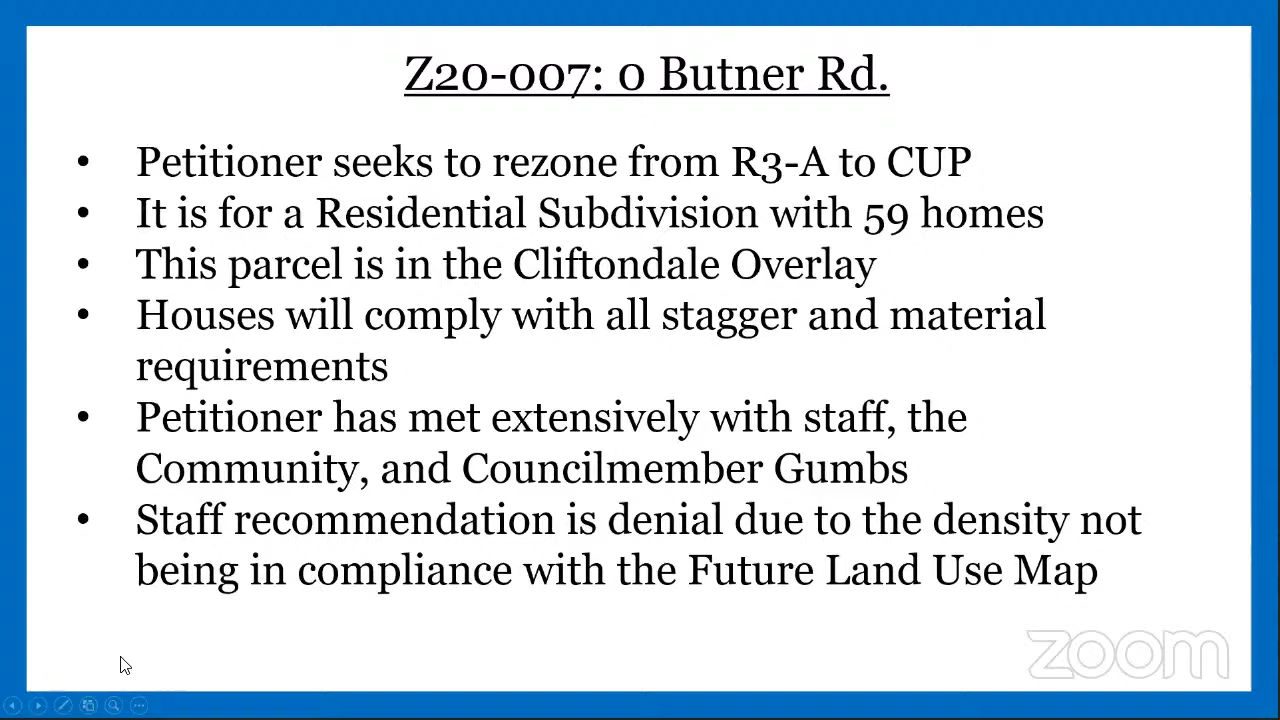 Z20-007: 0 Butner Rd.
• Petitioner seeks to rezone from R3-A to CUP
• It is for a Residential Subdivision with 59 homes
• This parcel is in the Cliftondale Overlay
• Houses will comply with all stagger and material
requirements
• Petitioner has met extensively with staff, the
Community, and Councilmember Gumbs
• Staff recommendation is denial due to the density not
being in compliance with the Future Land Use Map
zoom